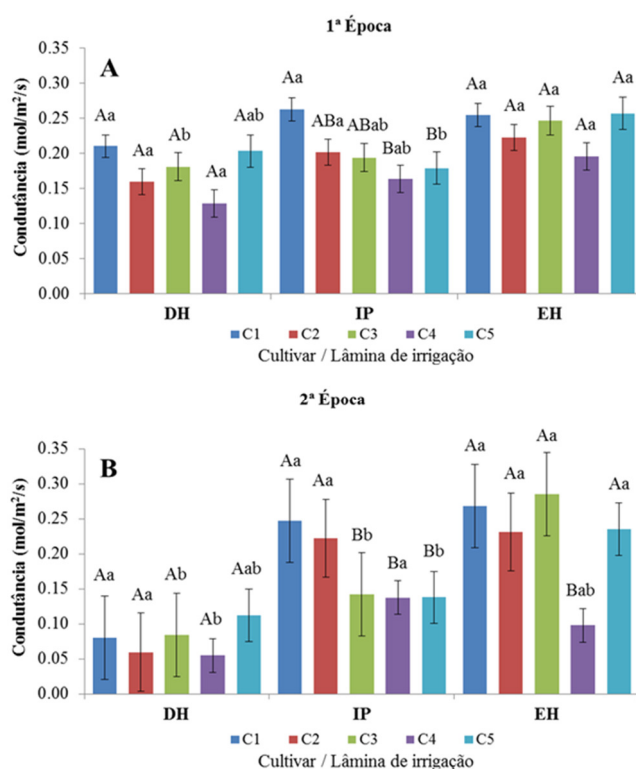 1ª Época
A
Condutância (mol/m²/s)
0.35
0.30
0.25
0.20
0.15
0.10
0.05
0.00
Aa Aa Ab Aa Aab
Aa ABa ABab Bab Bb
Aa Aa Aa Aa Aa
DH IP EH
C1 C2 C3 C4 C5
Cultivar / Lâmina de irrigação
2ª Época
B
Condutância (mol/m²/s)
0.35
0.30
0.25
0.20
0.15
0.10
0.05
0.00
Aa Aa Ab Ab Aab
Aa Aa Bb Ba Bb
Aa Aa Aa Bab Aa
DH IP EH
C1 C2 C3 C4 C5
Cultivar / Lâmina de irrigação